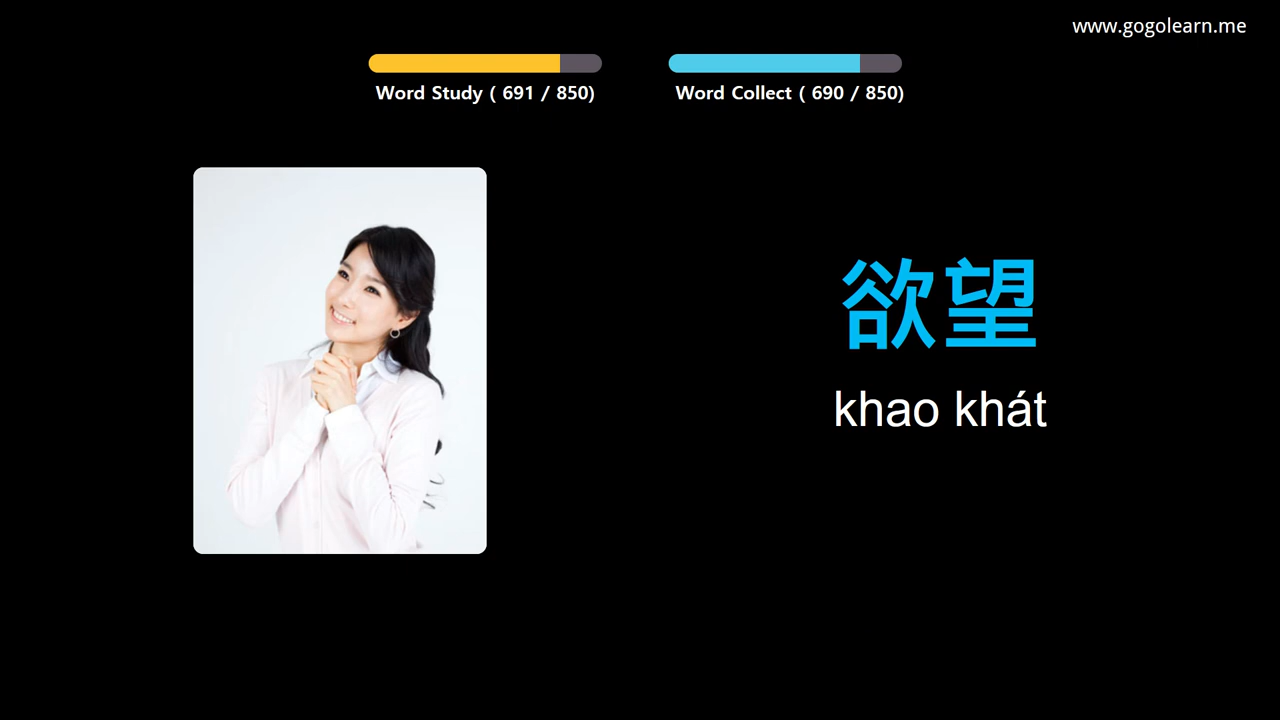 www.gogolearn.me
Word Study ( 691 / 850)
Word Collect ( 690 / 850)
欲望
khao khát